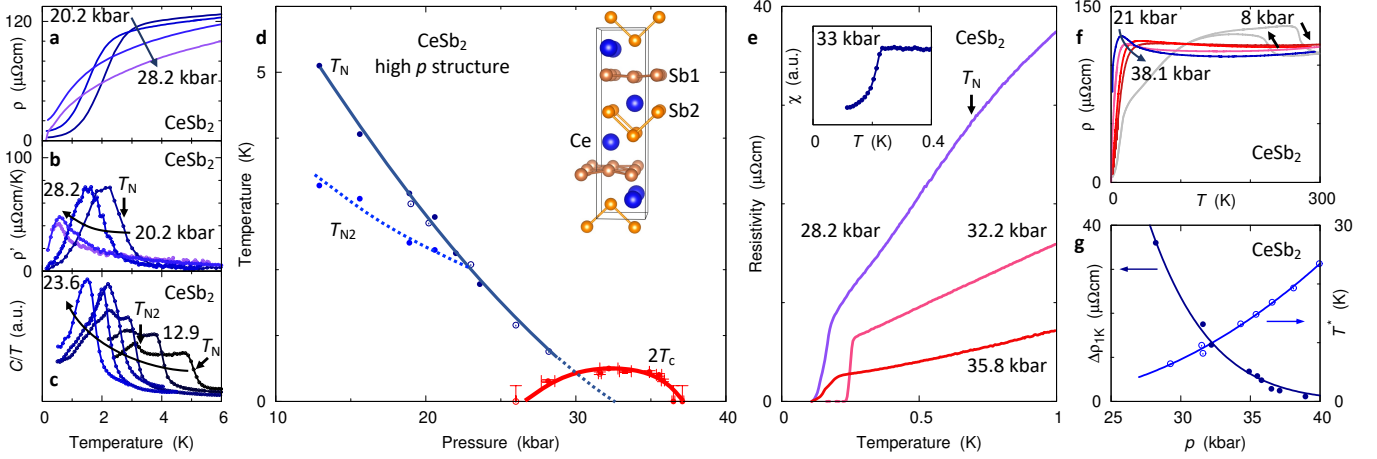 120
20.2 kbar
a
28.2 kbar
CeSb2
0
ρ (μΩcm)
100
CeSb2
b
28.2
TN
20.2 kbar
0
ρ' (μΩcm/K)
23.6
CeSb2
TN2
12.9
TN
c
C/T (a.u.)
0 2 4 6
Temperature (K)
d
CeSb2
high p structure
TN
TN2
5
0
Temperature (K)
Ce
Sb1
Sb2
2Tc
10 20 30 40
Pressure (kbar)
e
33 kbar
χ (a.u.)
0 T (K) 0.4
CeSb2
TN
28.2 kbar
32.2 kbar
35.8 kbar
40
20
0
Resistivity (μΩcm)
0 0.5 1
Temperature (K)
150
f
21 kbar
8 kbar
38.1 kbar
CeSb2
0
ρ (μΩcm)
0 T (K) 300
g
CeSb2
40
0
Δρ1K (μΩcm)
30
0
T* (K)
25 30 35 40
p (kbar)